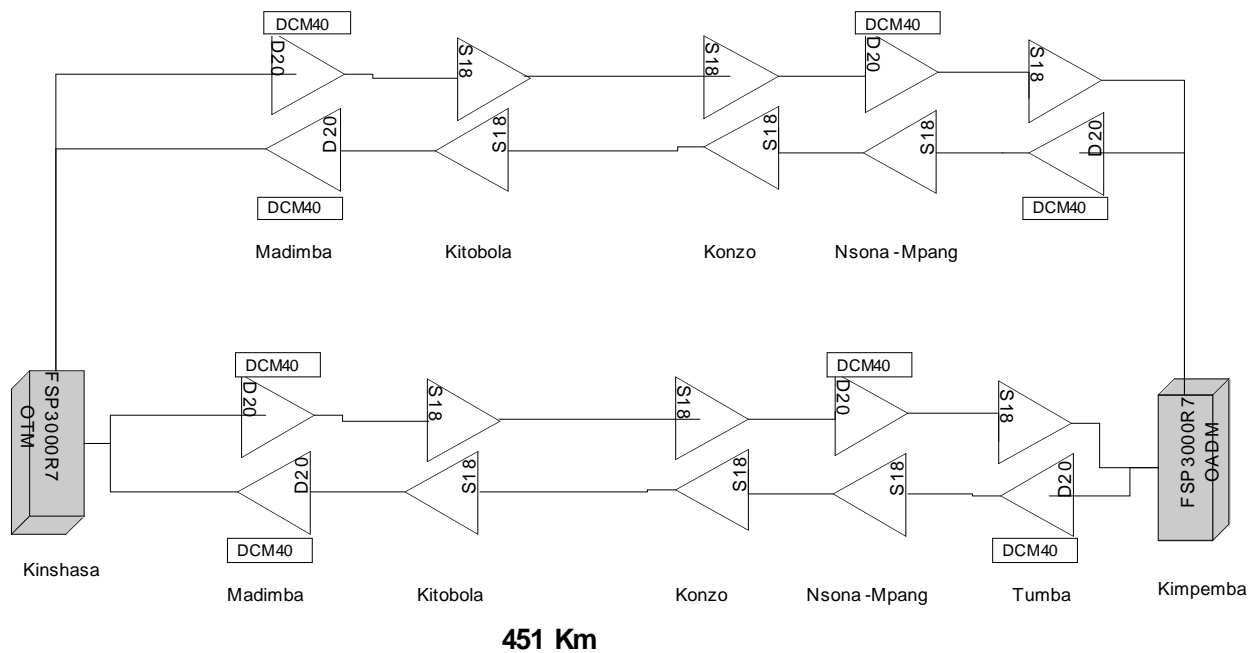 DCM40
DCM40
D20
S18
S18
D20
S18
D20
S18
S18
S18
D20
DCM40
DCM40
Madimba
Kitobola
Konzo
Nsona -Mpang
DCM40
DCM40
D20
S18
S18
D20
S18
FSP3000R7
OTM
FSP3000R7
OADM
D20
S18
S18
S18
D20
DCM40
DCM40
Kinshasa
Madimba
Kitobola
Konzo
Nsona -Mpang
Tumba
Kimpemba
451 Km